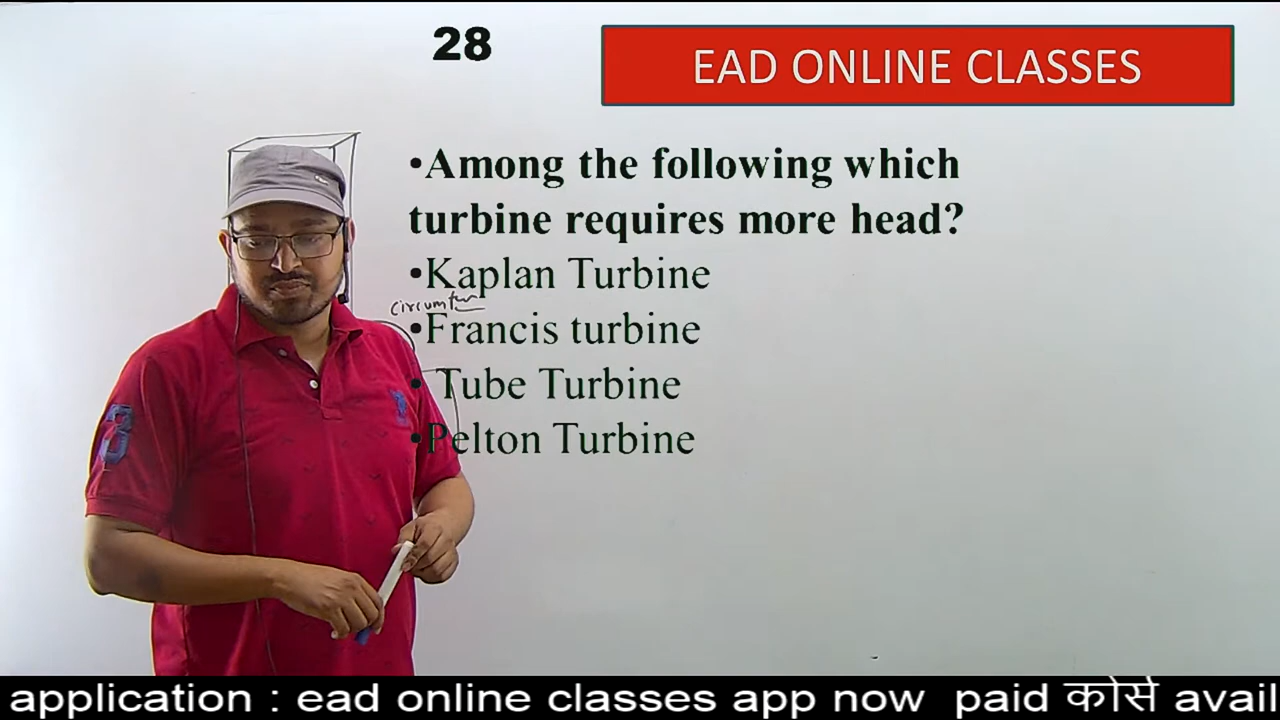 28
EAD ONLINE CLASSES
•Among the following which
turbine requires more head?
•Kaplan Turbine
•Francis turbine
• Tube Turbine
•Pelton Turbine
application : ead online classes app now paid कोर्स avail